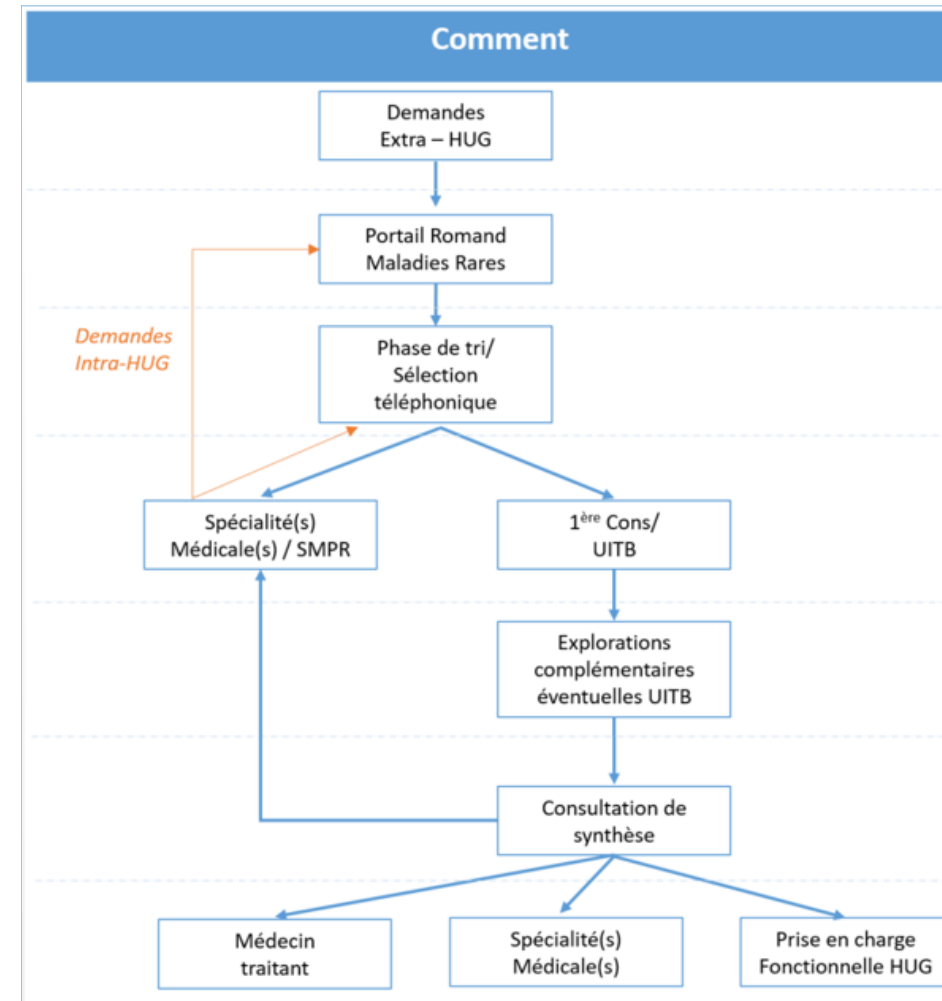 Comment
Demandes
Extra – HUG
Portail Romand
Maladies Rares
Demandes
Intra-HUG
Phase de tri/
Sélection
téléphonique
Spécialité(s)
Médicale(s) / SMPR
1ère Cons/
UITB
Explorations
complémentaires
éventuelles UITB
Consultation de
synthèse
Médecin
traitant
Spécialité(s)
Médicale(s)
Prise en charge
Fonctionnelle HUG